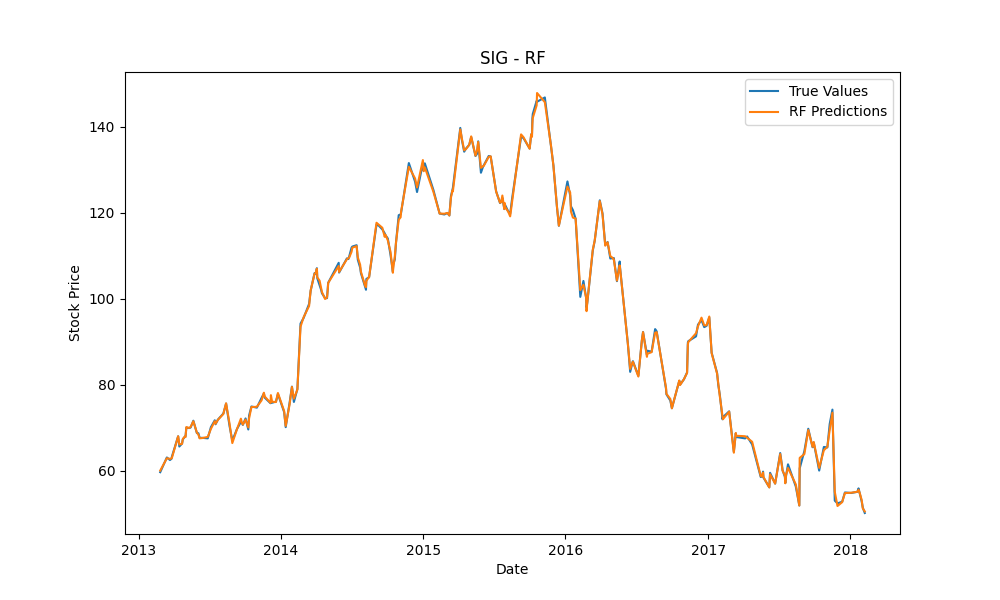 SIG - RF
True Values
RF Predictions
Stock Price
140
120
100
80
60
2013
2014
2015
2016
2017
2018
Date